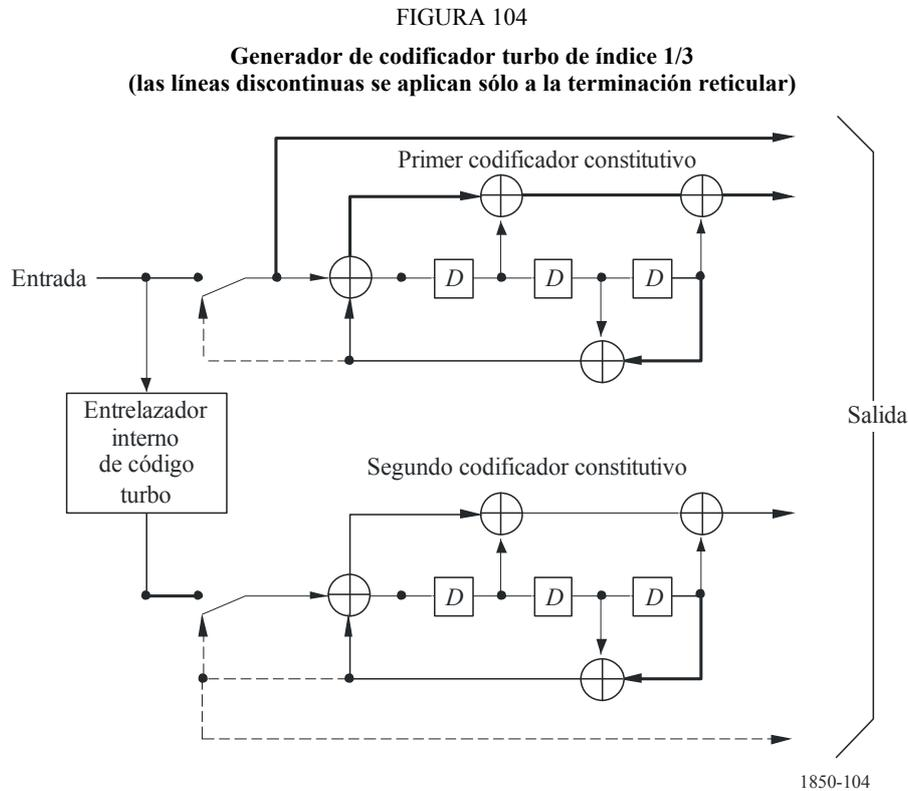 FIGURA 104
Generador de codificador turbo de índice 1/3
(las líneas discontinuas se aplican sólo a la terminación reticular)
Primer codificador constitutivo
Entrada
D
D
D
Entrelazador
interno
de código
turbo
Salida
Segundo codificador constitutivo
D
D
D
1850-104